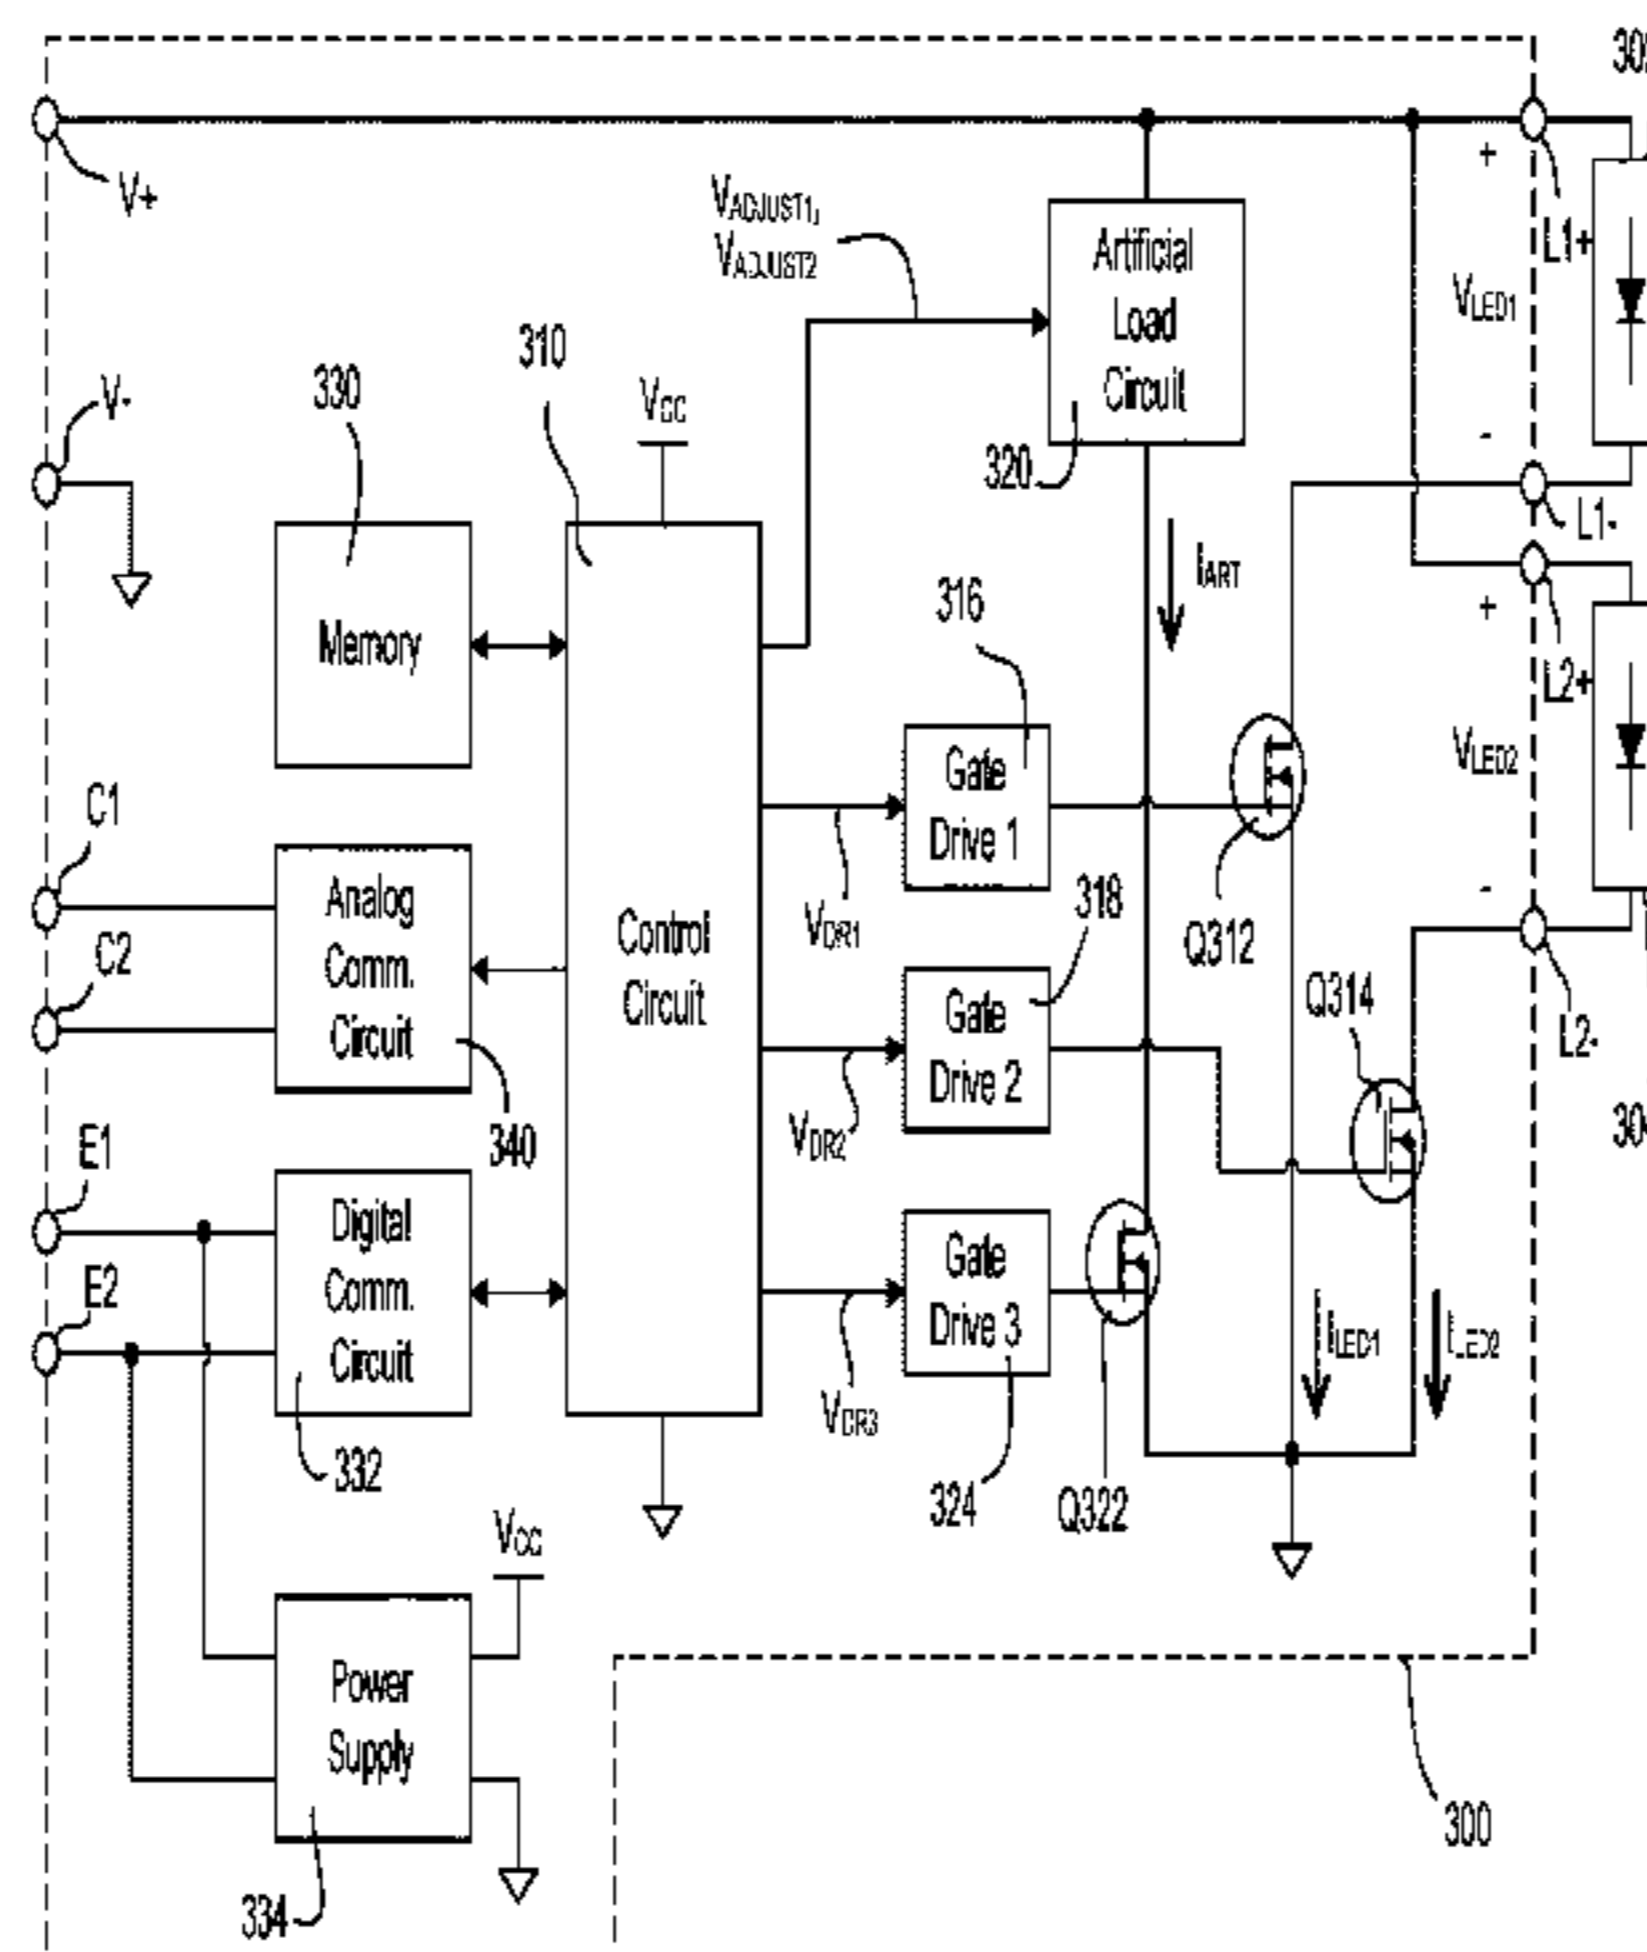 V+
V-
VADJUST1,
VADJUST2
Artificial
Load
Circuit
320
+
L1+
VLED1
-
L1-
310
330
VCC
Memory
IART
316
+
L2+
VLED2
-
L2-
C1
C2
Analog
Comm.
Circuit
340
Control
Circuit
Gate
Drive 1
VDR1
318
Q312
Gate
Drive 2
VDR2
Q314
E1
E2
Digital
Comm.
Circuit
332
Gate
Drive 3
VDR3
324
Q322
ILED1
ILED2
VCC
Power
Supply
334
300